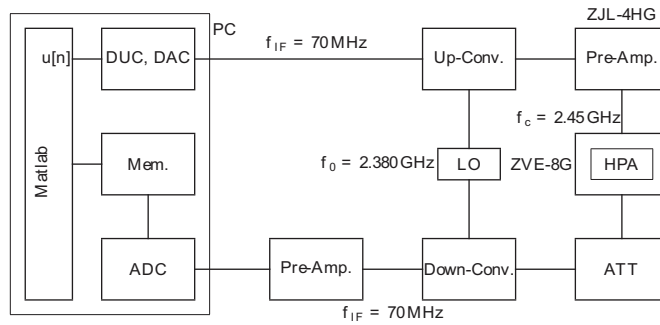 ZJL-4HG
PC
u[n]
DUC, DAC
f_IF = 70MHz
Up-Conv.
Pre-Amp.
f_c = 2.45GHz
Matlab
Mem.
f_0 = 2.380GHz
LO
ZVE-8G
HPA
ADC
Pre-Amp.
Down-Conv.
ATT
f_IF = 70MHz